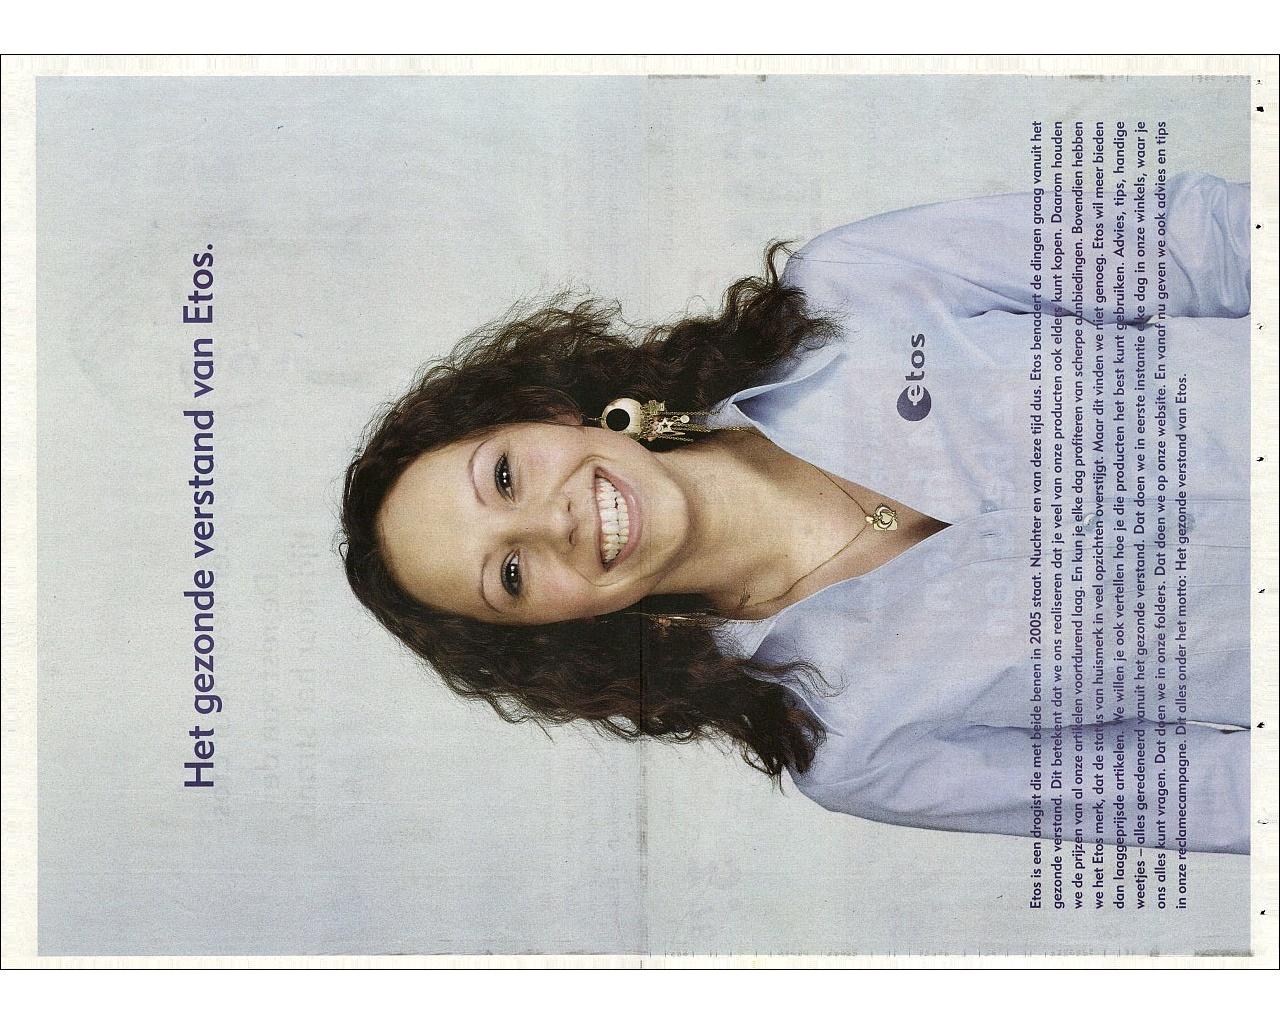 Het gezonde verstand van Etos.
etos
Etos is een drogist die met beide benen in 2005 staat. Nuchter en van deze tijd dus. Etos benadert de dingen graag vanuit het
gezonde verstand. Dit betekent dat we ons realiseren dat je veel van onze producten ook elders kunt kopen. Daarom houden
we de prijzen van al onze artikelen voortdurend laag. En kun je elke dag profiteren van scherpe aanbiedingen. Bovendien hebben
we het Etos merk, dat de status van huismerk in veel opzichten overstijgt. Maar dit vinden we niet genoeg. Etos wil meer bieden
dan laaggeprijsde artikelen. We willen je ook vertellen hoe je die producten het best kunt gebruiken. Advies, tips, handige
weetjes – alles geredeneerd vanuit het gezonde verstand. Dat doen we in eerste instantie elke dag in onze winkels, waar je
ons alles kunt vragen. Dat doen we in onze folders. Dat doen we op onze website. En vanaf nu geven we ook advies en tips
in onze reclamecampagne. Dit alles onder het motto: Het gezonde verstand van Etos.